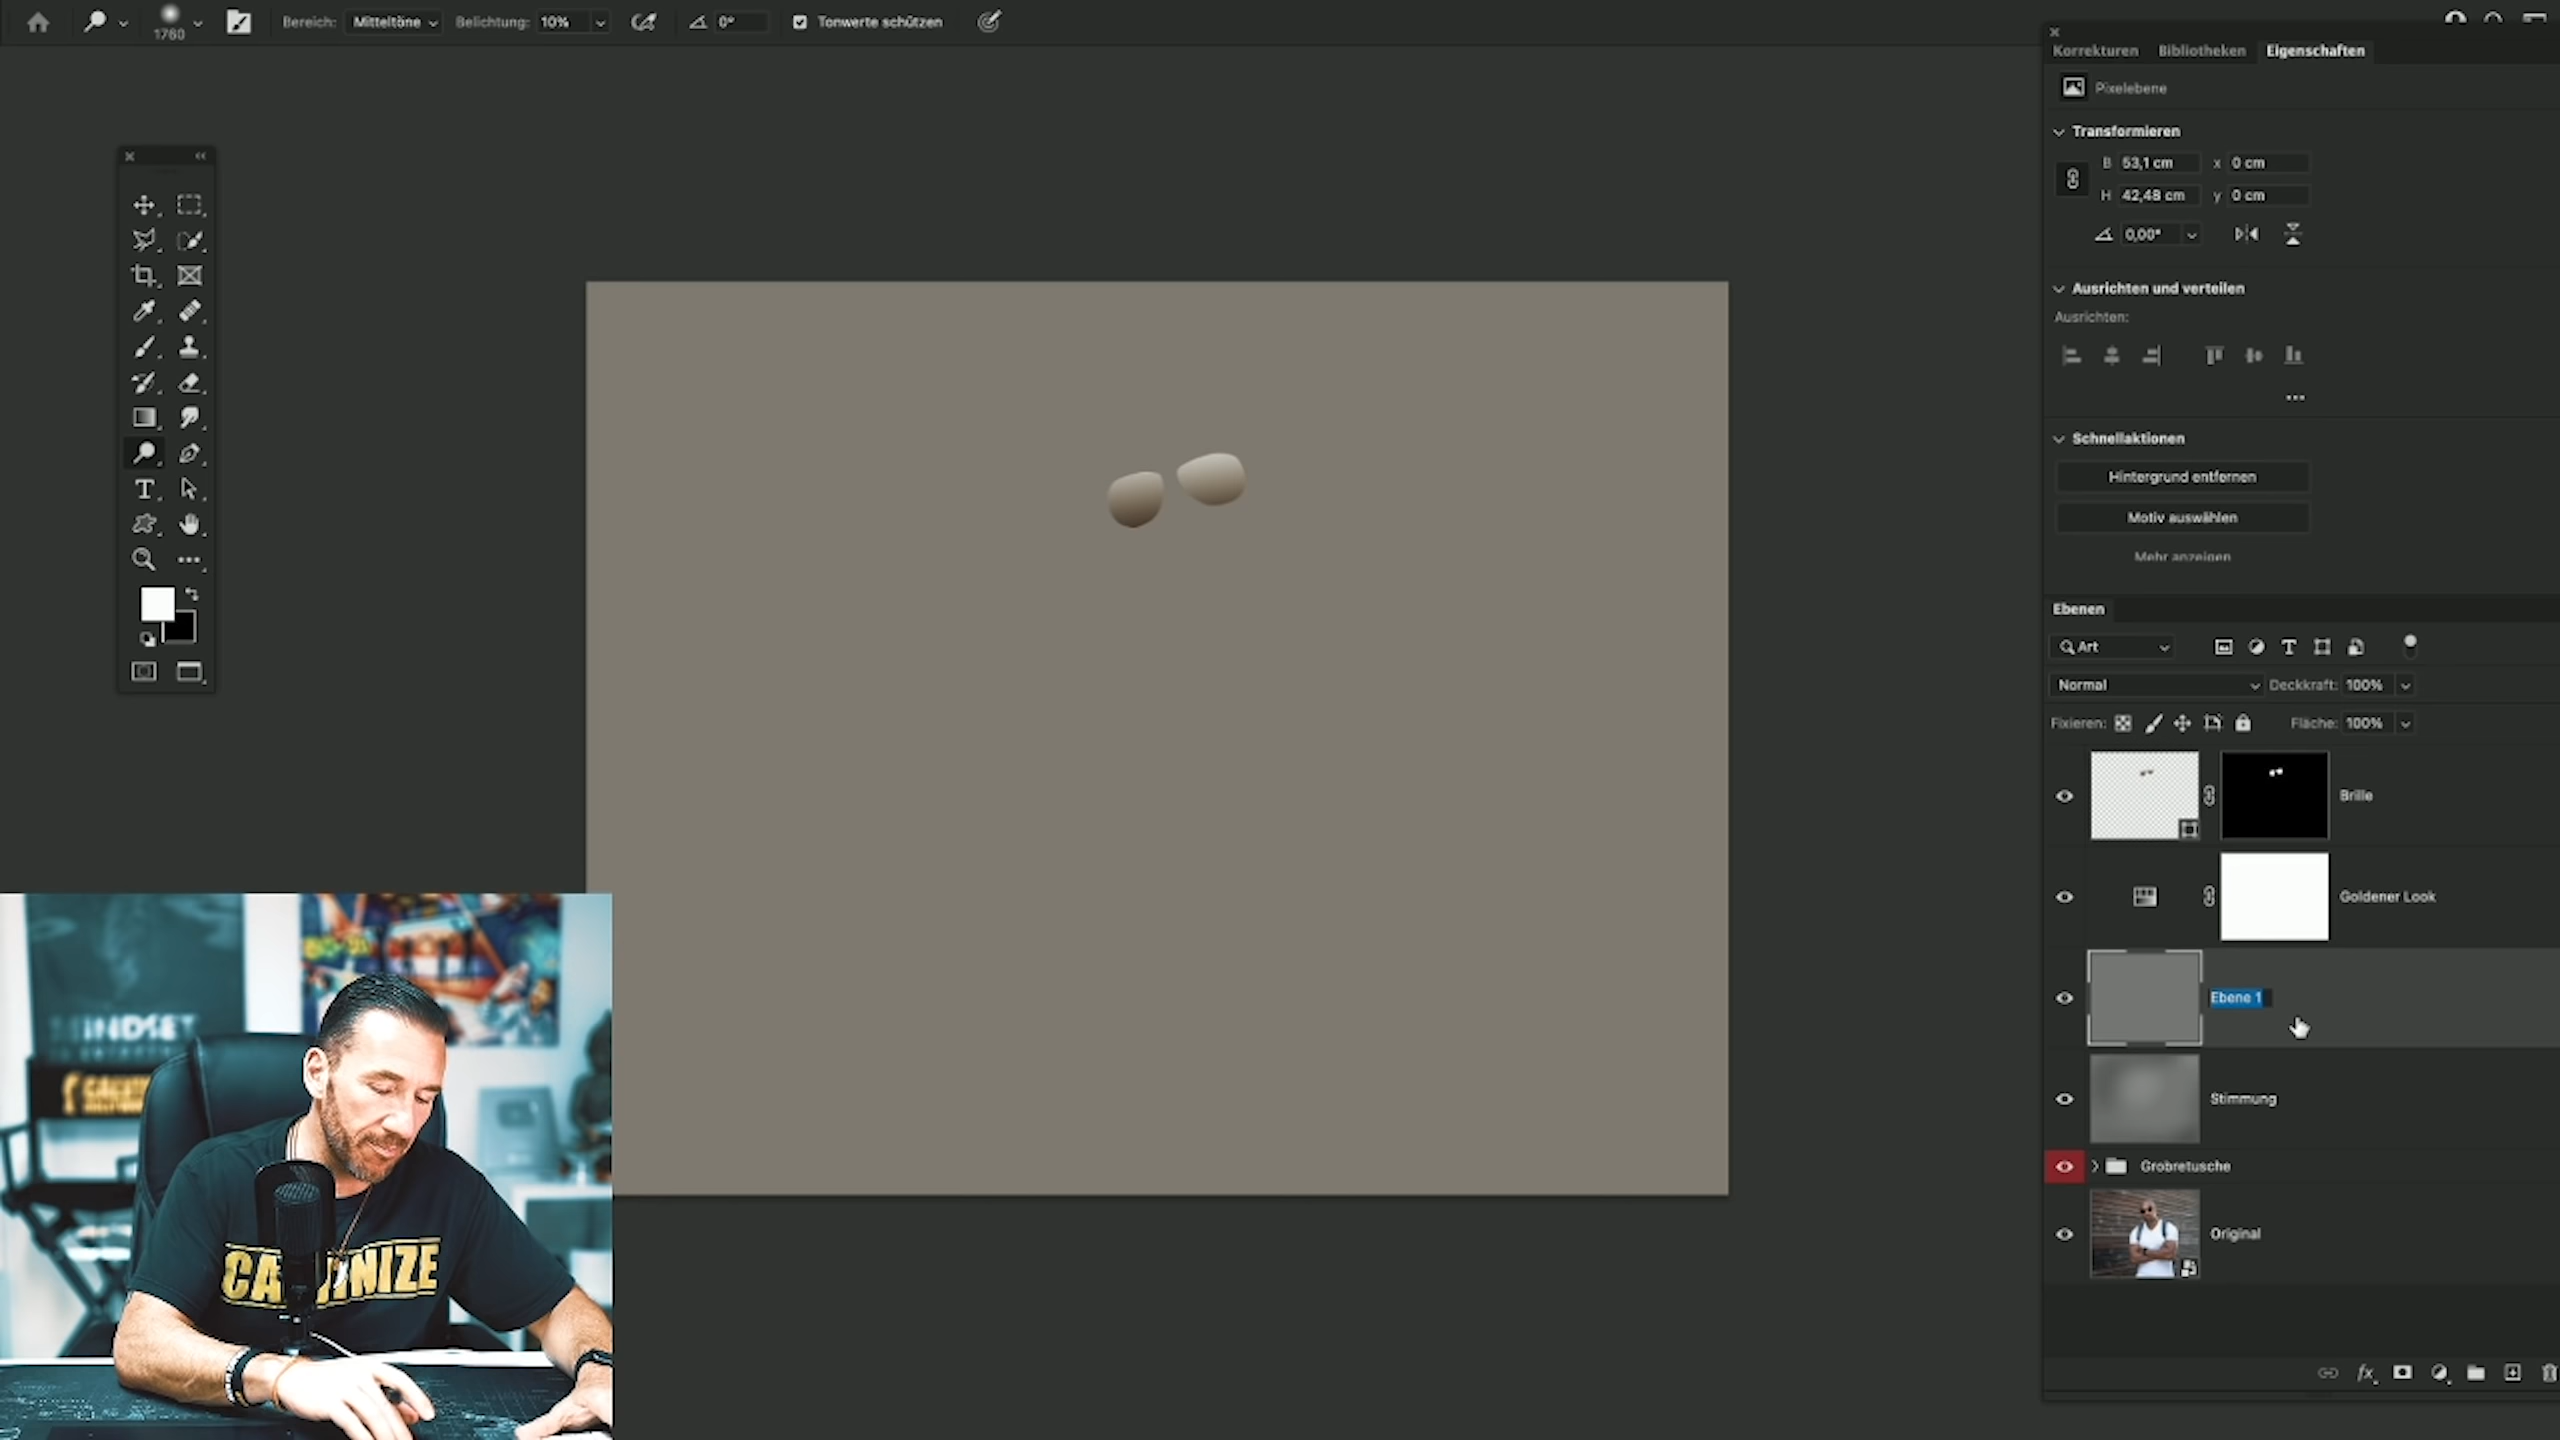 1760
Bereich: Mitteltöne
Belichtung: 10%
0°
Tonwerte schützen
Korrekturen Bibliotheken Eigenschaften
Pixelebene
Transformieren
B 53,1 cm x 0 cm
H 42,48 cm y 0 cm
0,00°
Ausrichten und verteilen
Ausrichten:
Schnellaktionen
Hintergrund entfernen
Motiv auswählen
Mehr anzeigen
Ebenen
Art
Normal Deckkraft: 100%
Fixieren: Fläche: 100%
Brille
Goldener Look
Ebene 1
Stimmung
Grobretusche
Original
fx
MINDSET